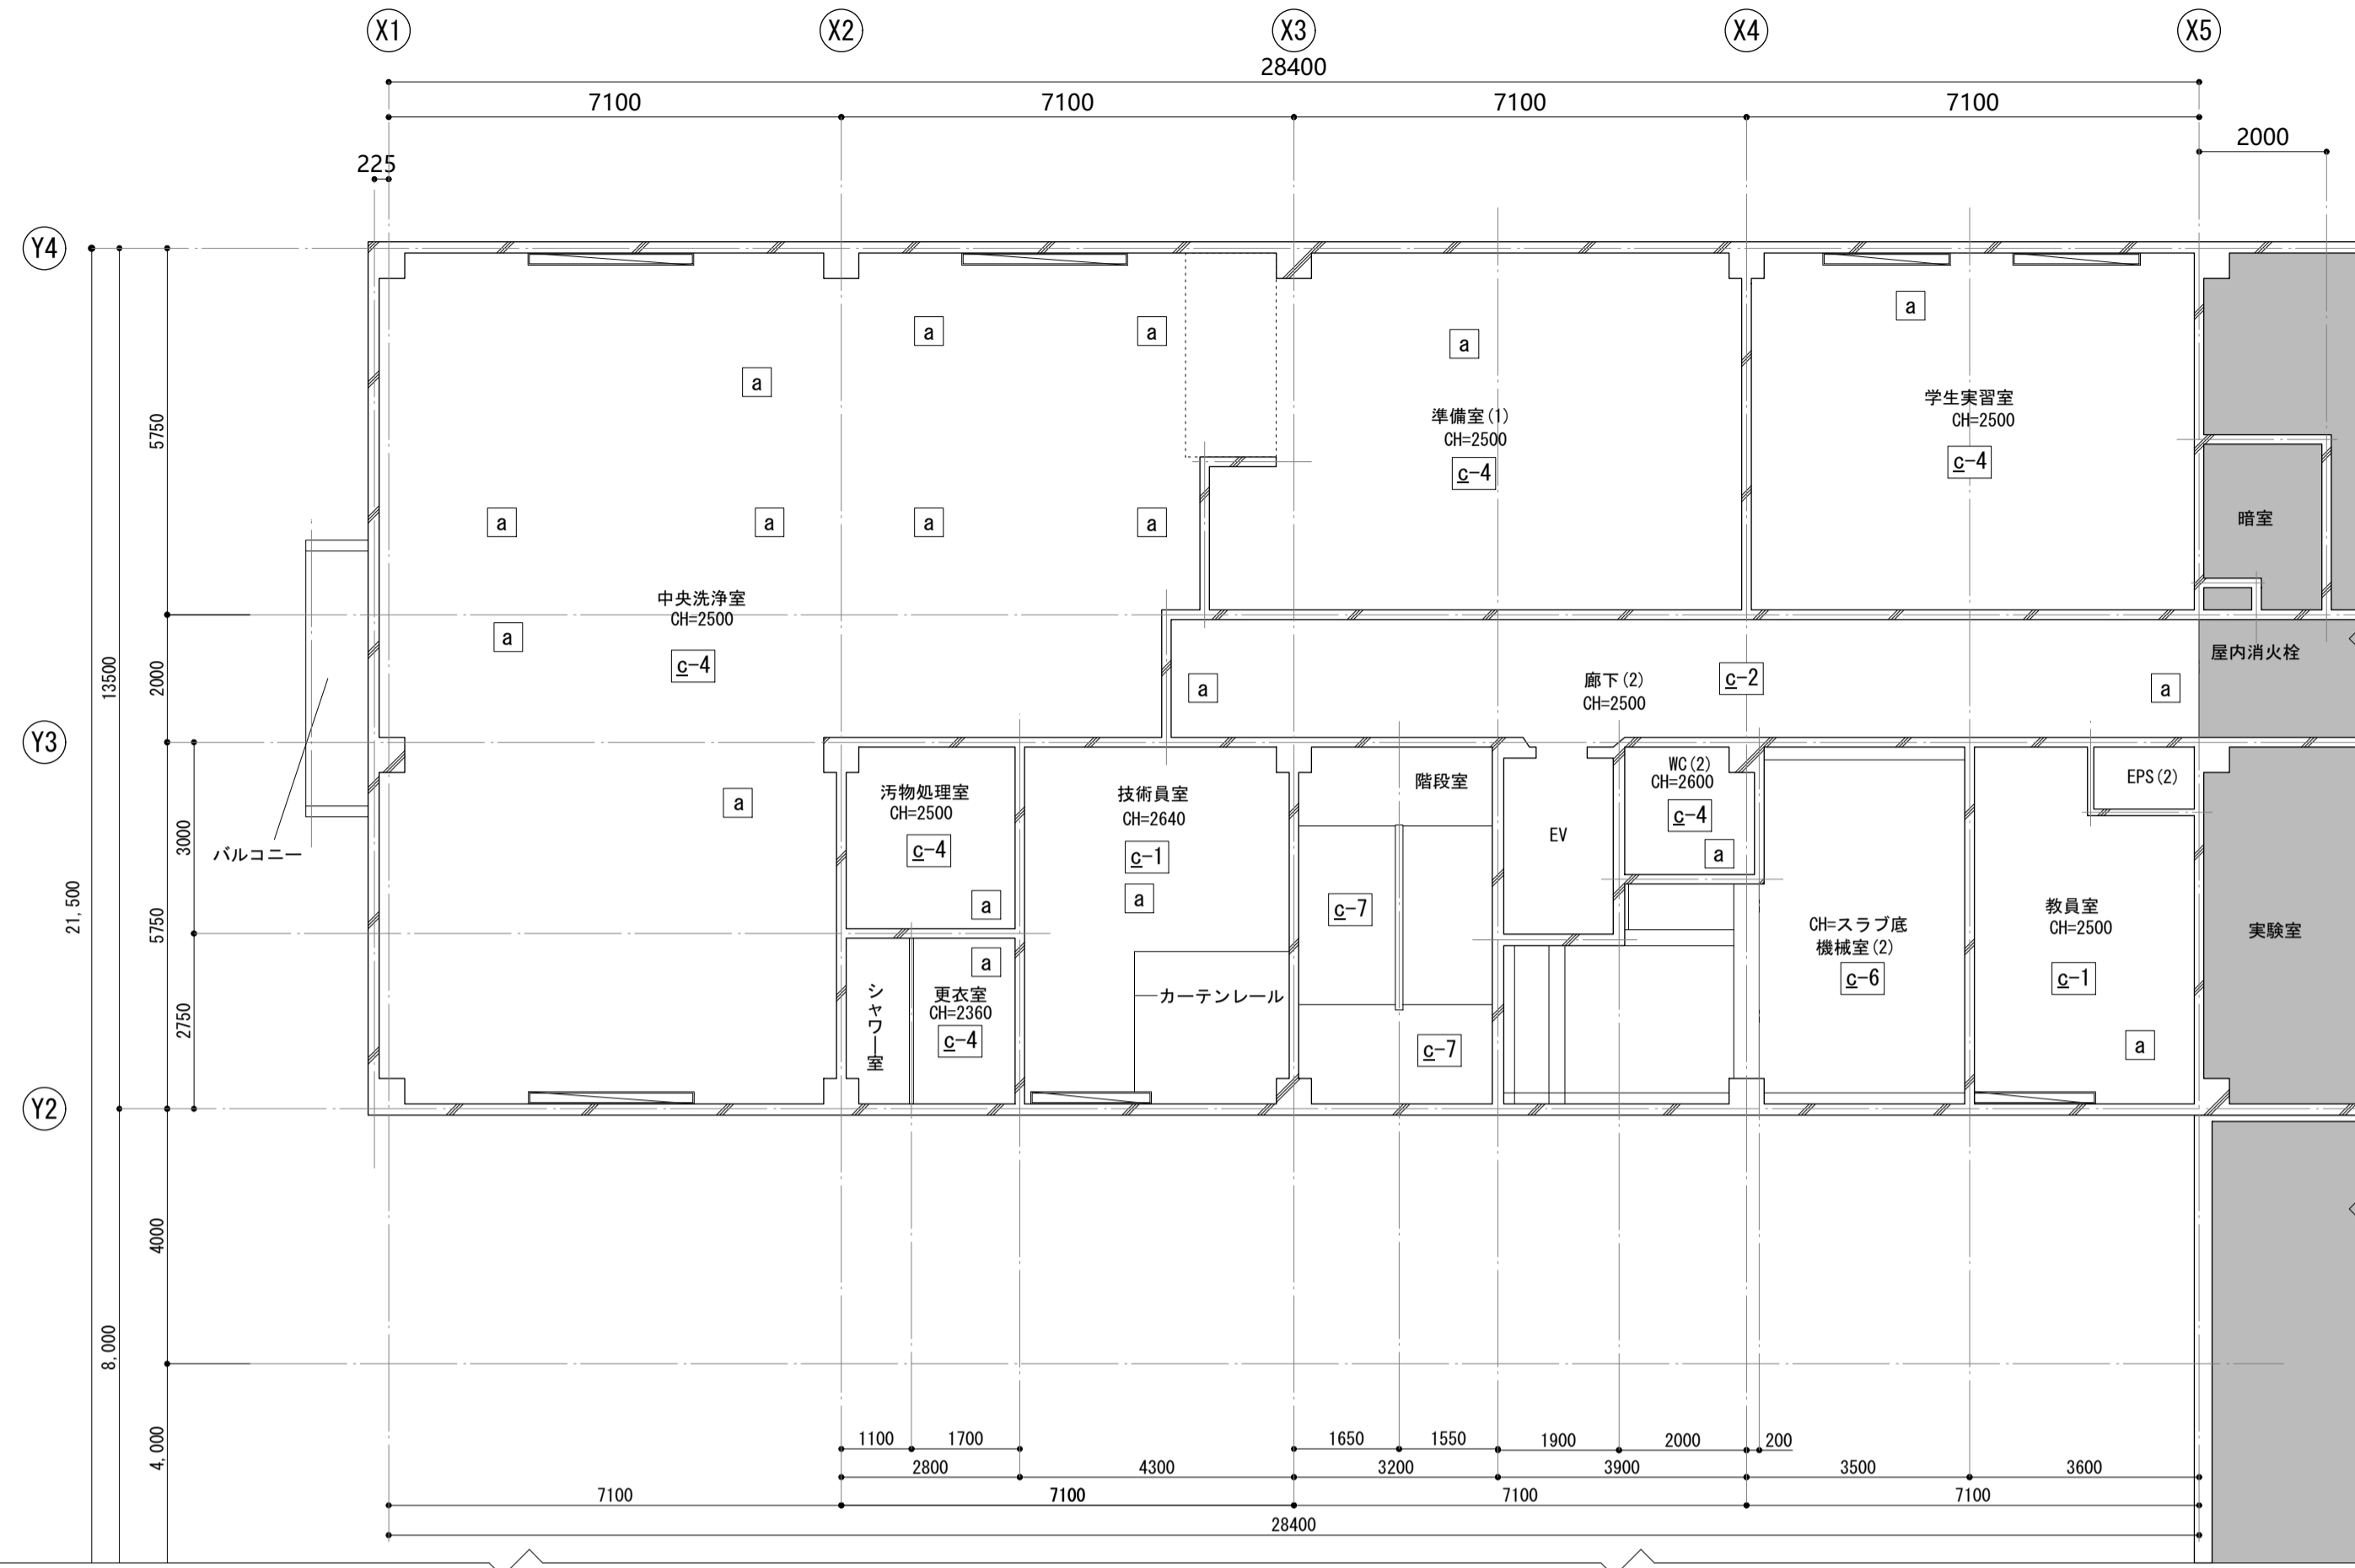 X1
X2
X3
X4
X5
28400
7100
7100
7100
7100
2000
225
Y4
Y3
Y2
5750
2000
13500
3000
5750
2750
21,500
4000
8,000
4,000
a
a
a
a
a
a
a
a
a
a
中央洗浄室
CH=2500
c-4
a
準備室(1)
CH=2500
c-4
a
学生実習室
CH=2500
c-4
暗室
屋内消火栓
a
廊下(2)
CH=2500
c-2
a
バルコニー
汚物処理室
CH=2500
c-4
a
シャワー室
a
更衣室
CH=2360
c-4
技術員室
CH=2640
c-1
a
カーテンレール
階段室
c-7
c-7
EV
WC(2)
CH=2600
c-4
a
CH=スラブ底
機械室(2)
c-6
EPS(2)
教員室
CH=2500
c-1
a
実験室
1100
1700
1650
1550
1900
2000
200
2800
4300
3200
3900
3500
3600
7100
7100
7100
7100
28400